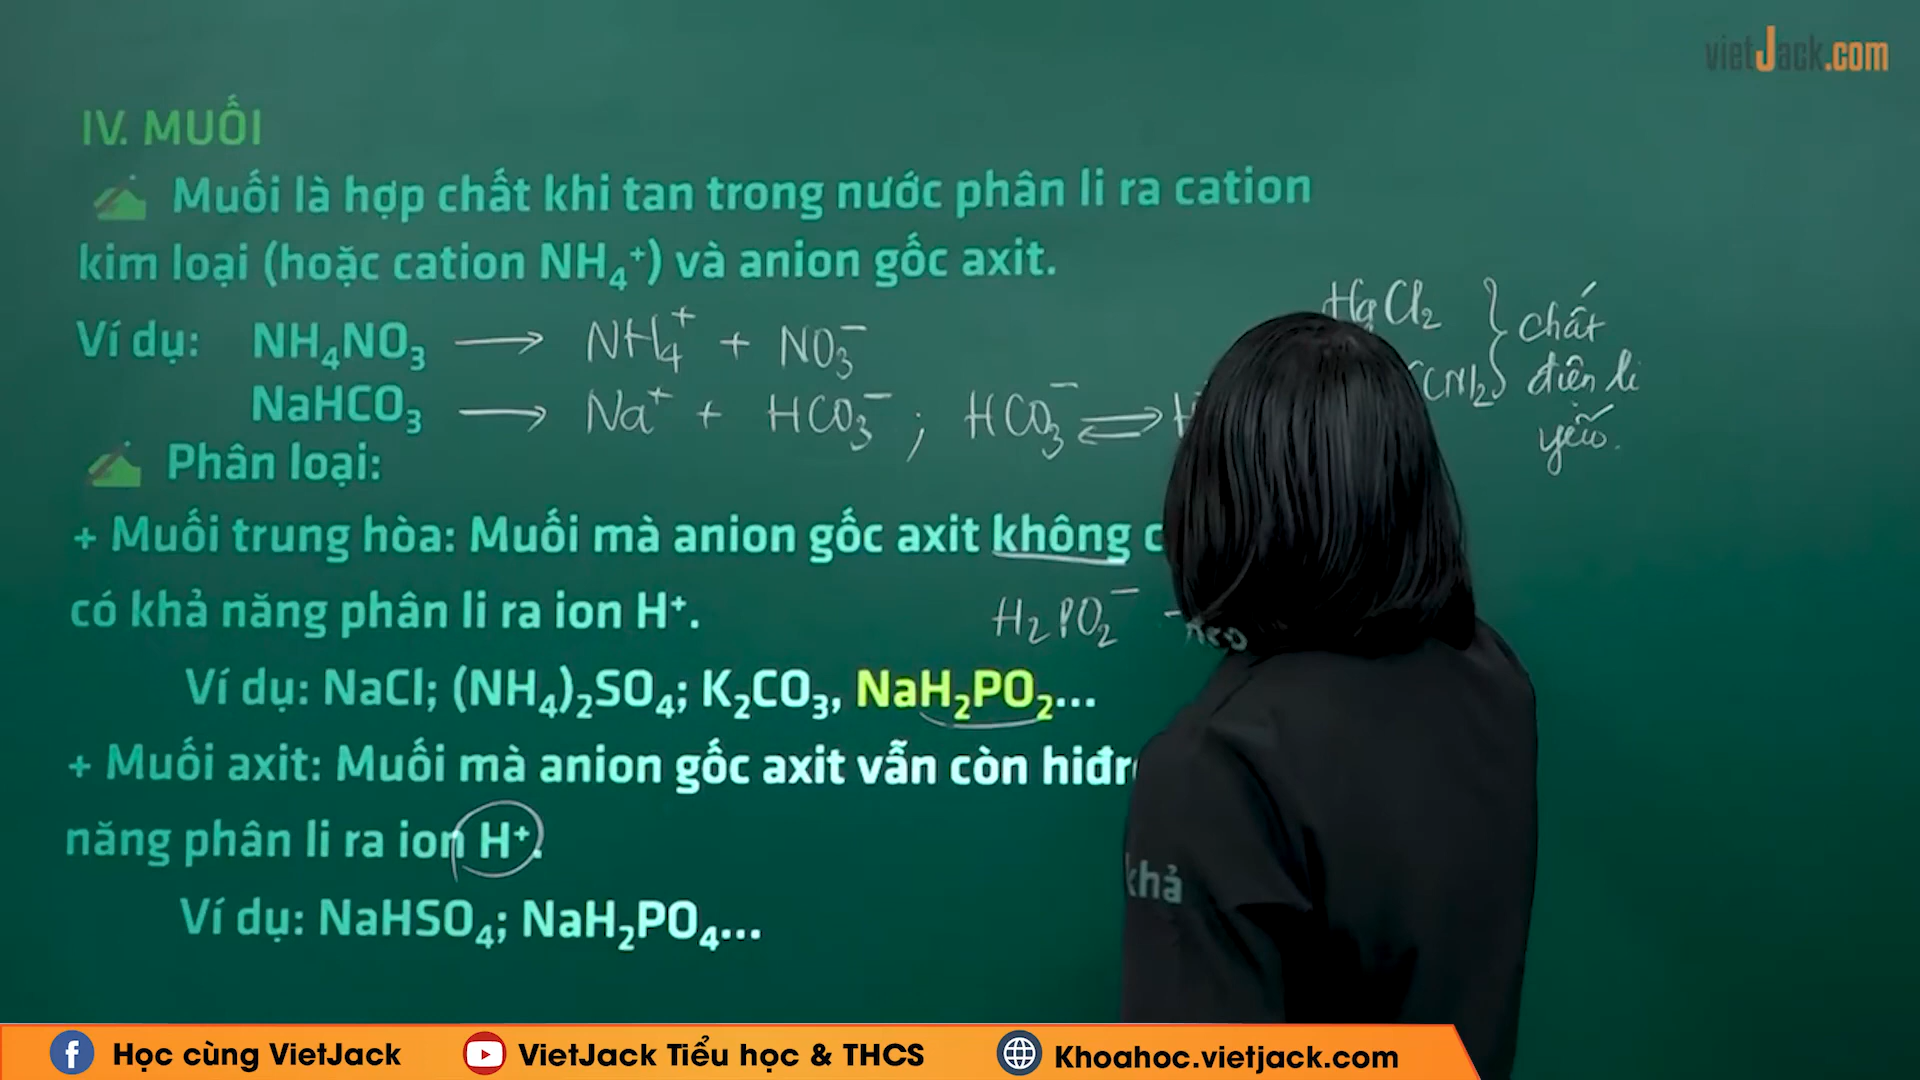 vietJack.com
IV. MUỐI
Muối là hợp chất khi tan trong nước phân li ra cation
kim loại (hoặc cation NH₄⁺) và anion gốc axit.
Ví dụ: NH₄NO₃ → NH₄⁺ + NO₃⁻
HgCl₂ } chất
NaHCO₃ → Na⁺ + HCO₃⁻ ; HCO₃⁻ ⇌
điện li
yếu.
Phân loại:
+ Muối trung hòa: Muối mà anion gốc axit không
có khả năng phân li ra ion H⁺.
H₂PO₂⁻
Ví dụ: NaCl; (NH₄)₂SO₄; K₂CO₃, NaH₂PO₂...
+ Muối axit: Muối mà anion gốc axit vẫn còn
khả
năng phân li ra ion H⁺.
Ví dụ: NaHSO₄; NaH₂PO₄...
Học cùng VietJack
VietJack Tiểu học & THCS
Khoahoc.vietjack.com